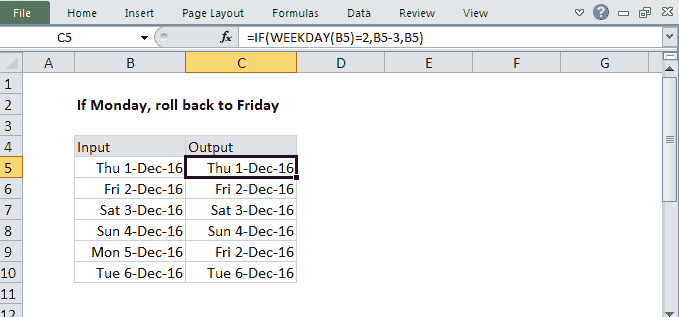 File Home Insert Page Layout Formulas Data Review View
C5 fx =IF(WEEKDAY(B5)=2,B5-3,B5)
A B C D E F G
1
2 If Monday, roll back to Friday
3
4 Input Output
5 Thu 1-Dec-16 Thu 1-Dec-16
6 Fri 2-Dec-16 Fri 2-Dec-16
7 Sat 3-Dec-16 Sat 3-Dec-16
8 Sun 4-Dec-16 Sun 4-Dec-16
9 Mon 5-Dec-16 Fri 2-Dec-16
10 Tue 6-Dec-16 Tue 6-Dec-16
11
12